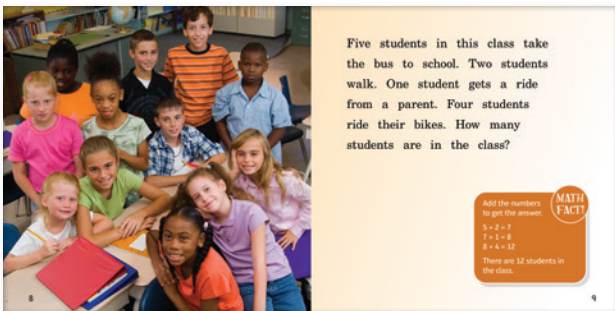 Five students in this class take
the bus to school. Two students
walk. One student gets a ride
from a parent. Four students
ride their bikes. How many
students are in the class?
MATH
FACT!
Add the numbers
to get the answer.
5 + 2 = 7
7 + 1 = 8
8 + 4 = 12
There are 12 students in
the class.
8
9